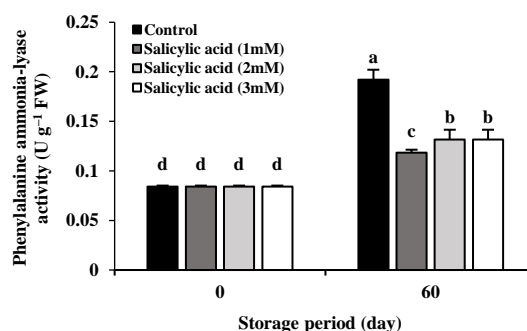 Phenylalanine ammonia-lyase
activity (U g⁻¹ FW)
0.25
0.2
0.15
0.1
0.05
0
Control
Salicylic acid (1mM)
Salicylic acid (2mM)
Salicylic acid (3mM)
d d d d
a
c
b b
0 60
Storage period (day)